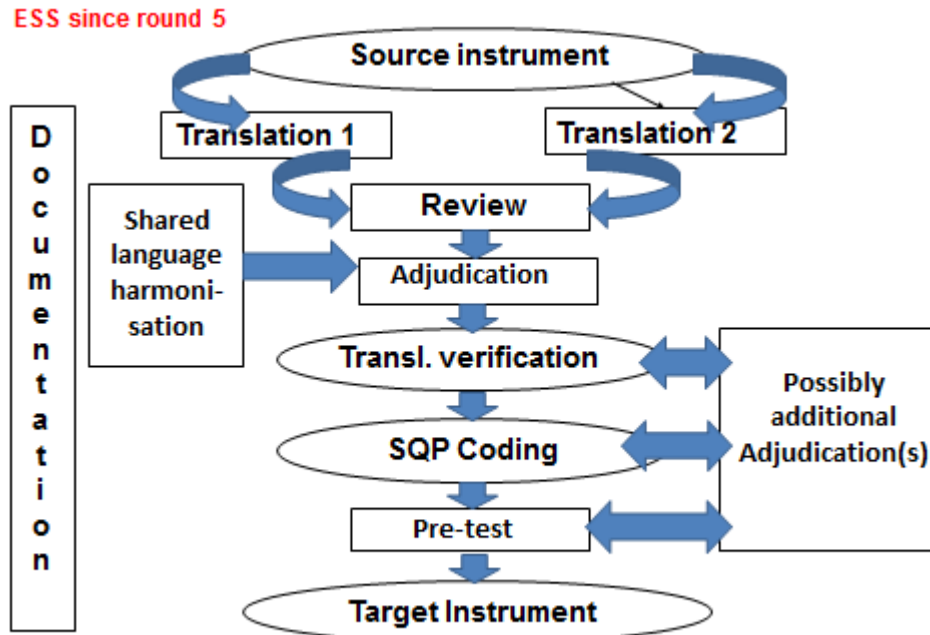 ESS since round 5
Source instrument
Translation 1
Translation 2
D
o
c
u
m
e
n
t
a
t
i
o
n
Shared
language
harmoni-
sation
Review
Adjudication
Transl. verification
SQP Coding
Pre-test
Target Instrument
Possibly
additional
Adjudication(s)